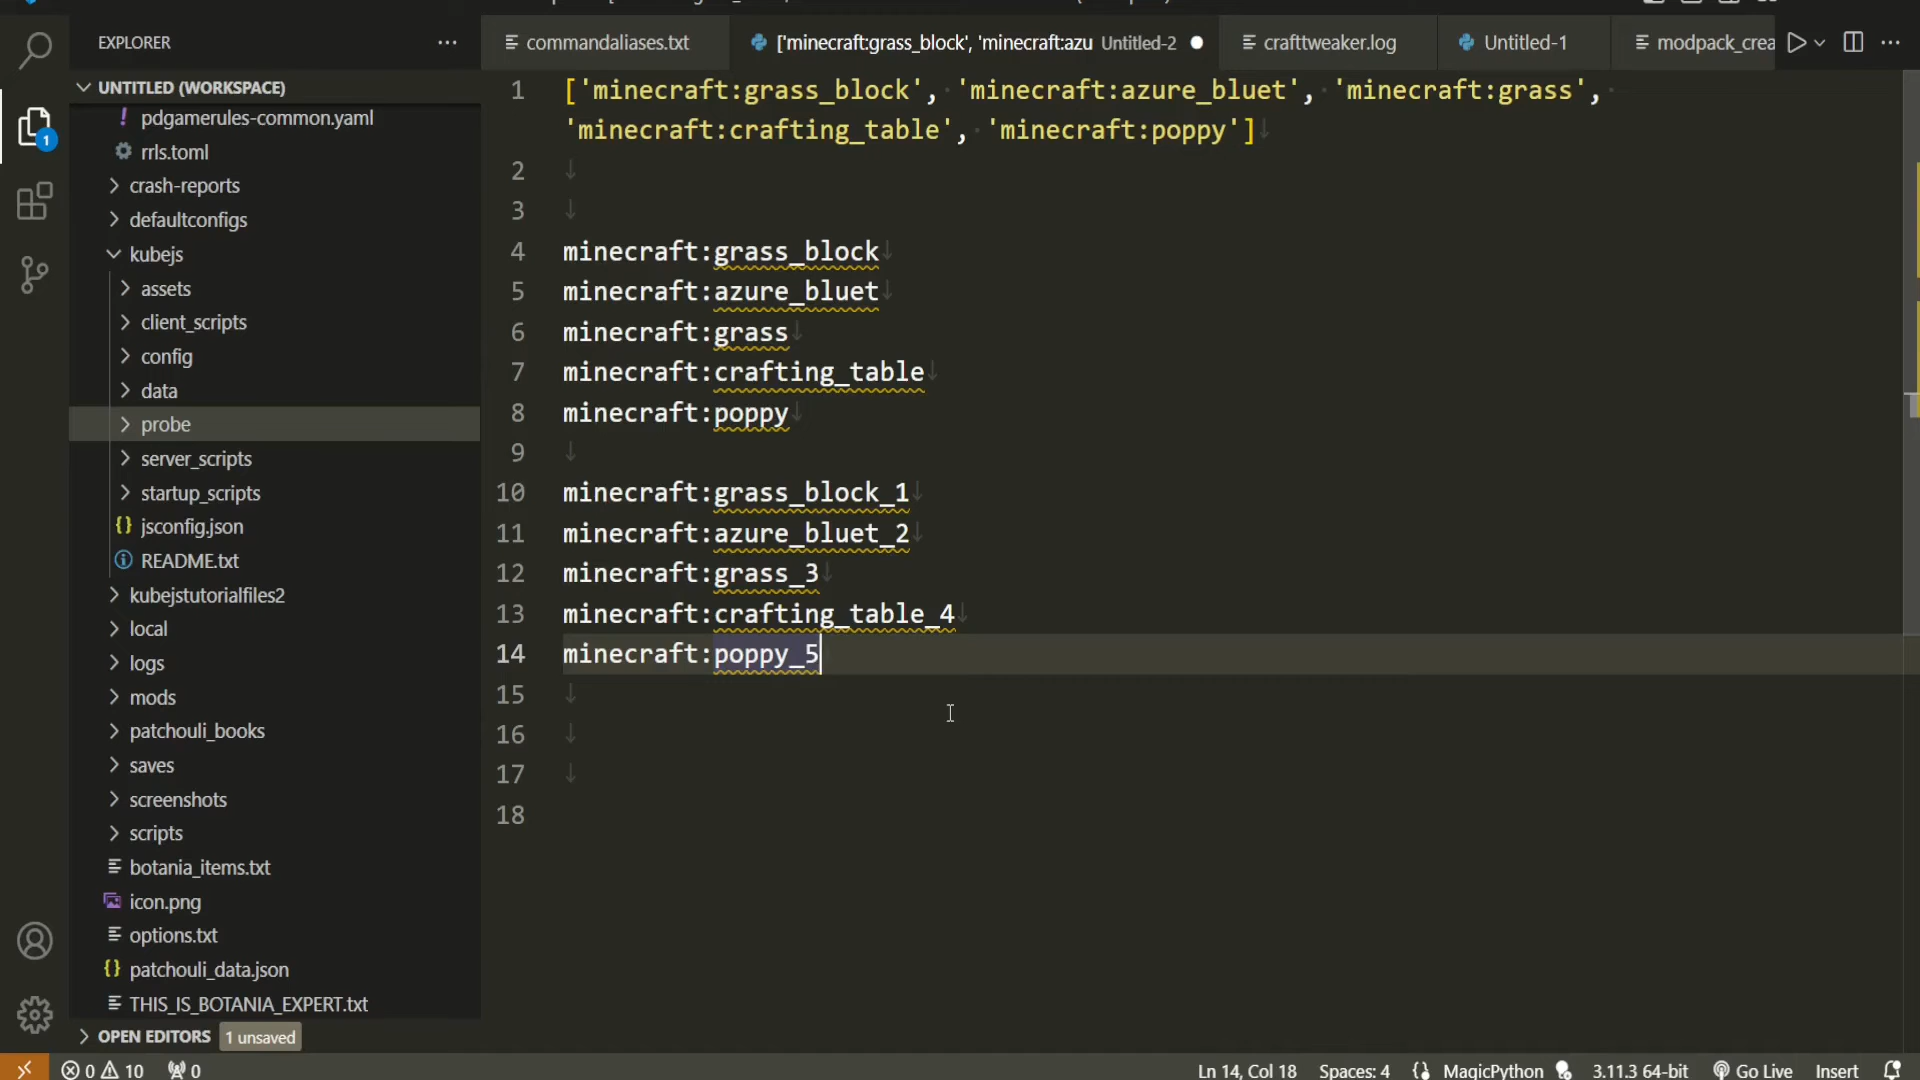 EXPLORER
commandaliases.txt
['minecraft:grass_block', 'minecraft:azu Untitled-2
crafttweaker.log
Untitled-1
modpack_crea
UNTITLED (WORKSPACE)
pdgamerules-common.yaml
rrls.toml
crash-reports
defaultconfigs
kubejs
assets
client_scripts
config
data
probe
server_scripts
startup_scripts
jsconfig.json
README.txt
kubejstutorialfiles2
local
logs
mods
patchouli_books
saves
screenshots
scripts
botania_items.txt
icon.png
options.txt
patchouli_data.json
THIS_IS_BOTANIA_EXPERT.txt
OPEN EDITORS 1 unsaved
1
1 ['minecraft:grass_block', 'minecraft:azure_bluet', 'minecraft:grass',
'minecraft:crafting_table', 'minecraft:poppy']
2
3
4 minecraft:grass_block
5 minecraft:azure_bluet
6 minecraft:grass
7 minecraft:crafting_table
8 minecraft:poppy
9
10 minecraft:grass_block_1
11 minecraft:azure_bluet_2
12 minecraft:grass_3
13 minecraft:crafting_table_4
14 minecraft:poppy_5
15
16
17
18
0 10 0 Ln 14, Col 18 Spaces: 4 MagicPython 3.11.3 64-bit Go Live Insert